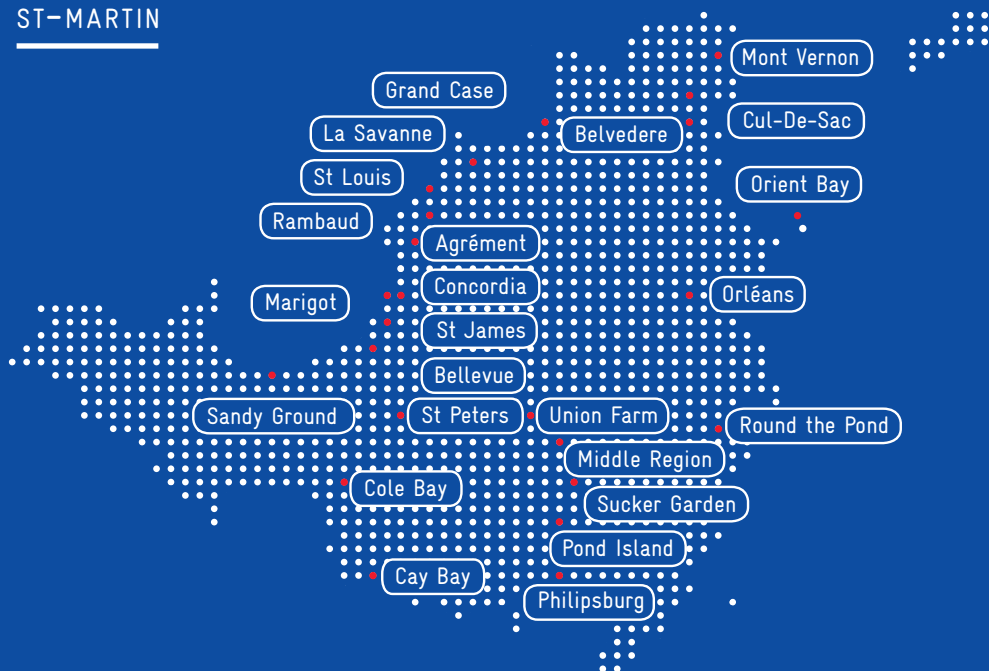 ST-MARTIN
Mont Vernon
Grand Case
Cul-De-Sac
La Savanne
Belvedere
St Louis
Orient Bay
Rambaud
Agrément
Concordia
Orléans
Marigot
St James
Bellevue
Sandy Ground
St Peters
Union Farm
Round the Pond
Middle Region
Cole Bay
Sucker Garden
Pond Island
Cay Bay
Philipsburg